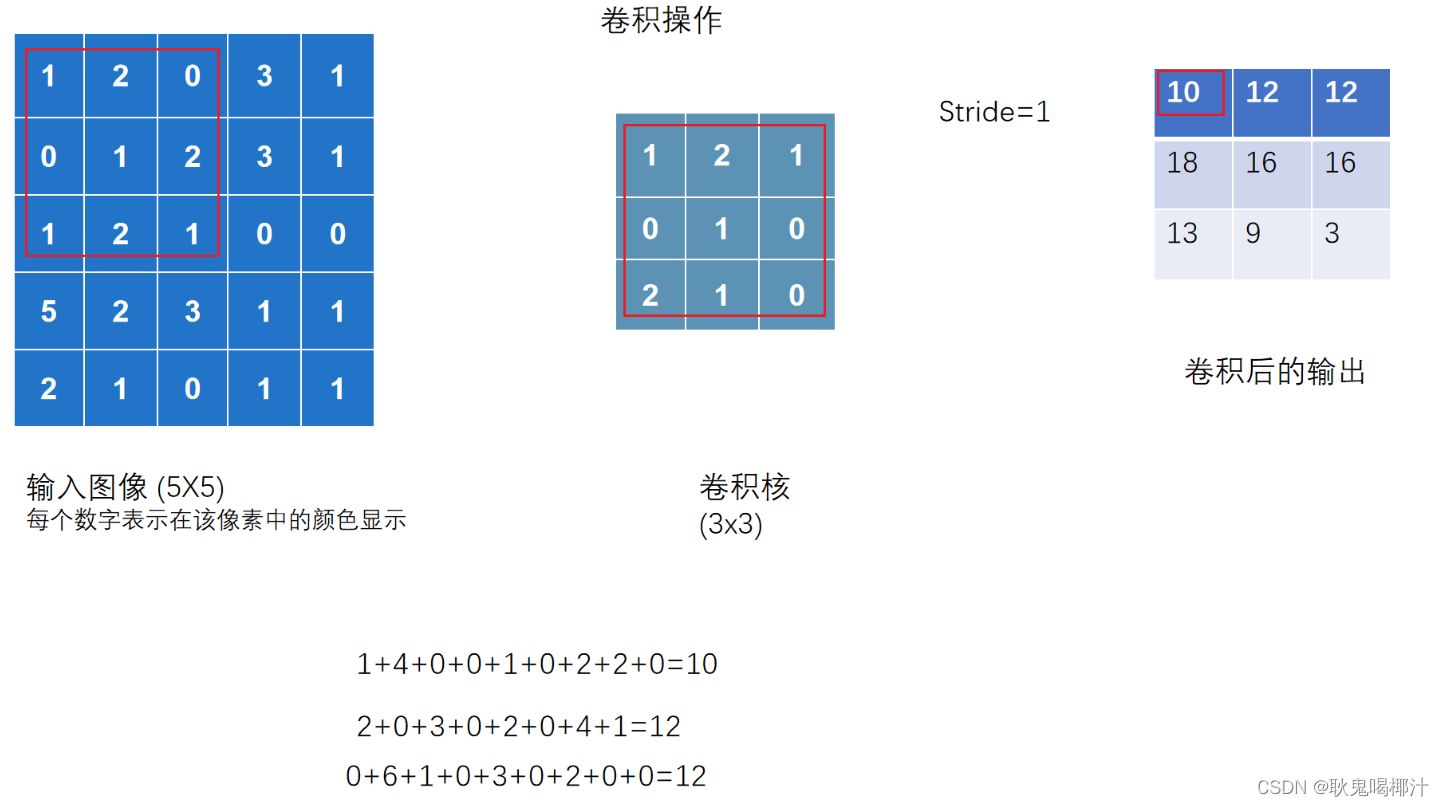 卷积操作
1 2 0 3 1
0 1 2 3 1
1 2 1 0 0
5 2 3 1 1
2 1 0 1 1
输入图像 (5X5)
每个数字表示在该像素中的颜色显示
1 2 1
0 1 0
2 1 0
卷积核
(3x3)
Stride=1
10 12 12
18 16 16
13 9 3
卷积后的输出
1+4+0+0+1+0+2+2+0=10
2+0+3+0+2+0+4+1=12
0+6+1+0+3+0+2+0+0=12
CSDN @耿鬼喝椰汁